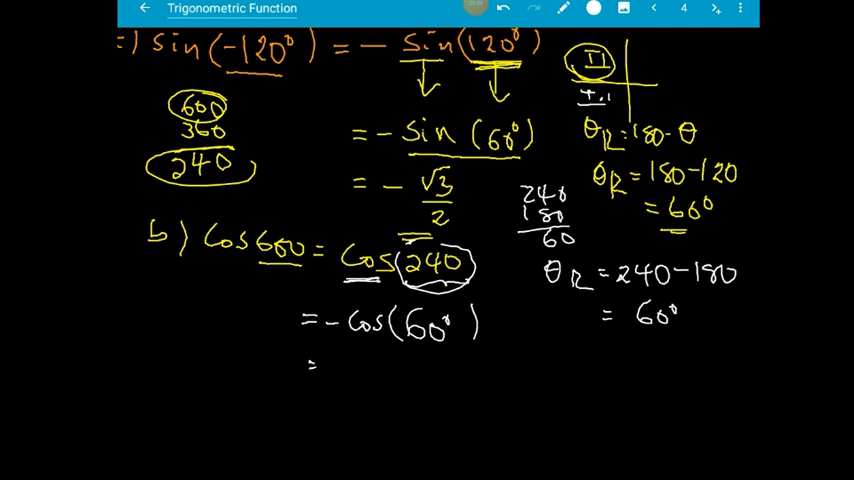 Trigonometric Function
4
=) sin(-120°) = - sin(120°)
II
600
360
240
T.1
θR = 180 - θ
= - sin (60°)
θR = 180 - 120
= 60°
= - √3/2
240
180
60
b) Cos 600 = Cos 240
θR = 240 - 180
= 60°
= - Cos(60°)
=